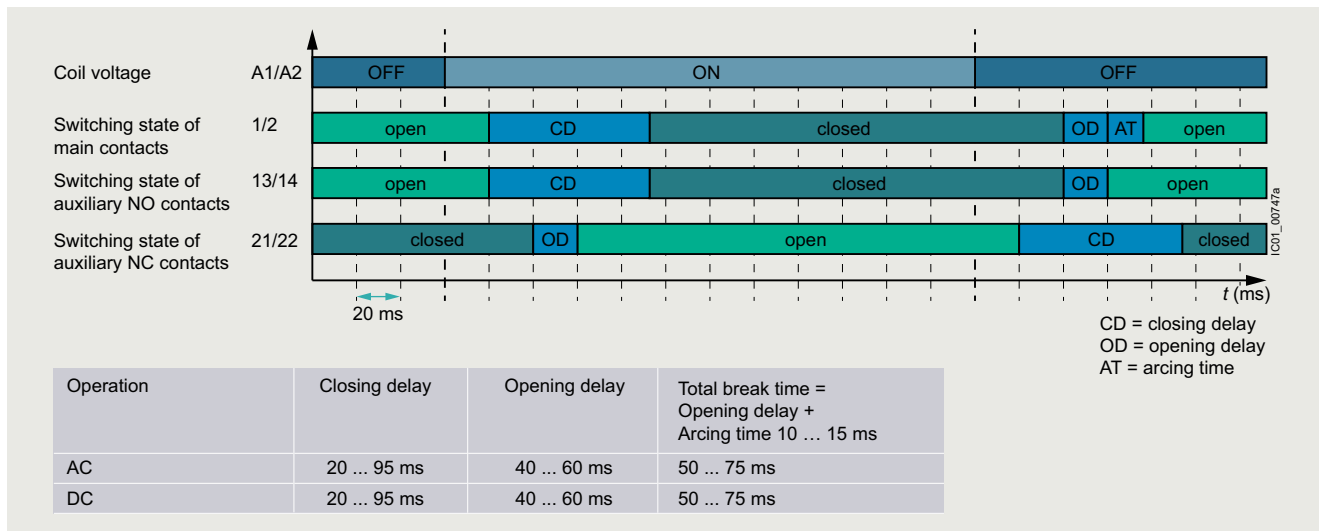 Coil voltage A1/A2 OFF ON OFF
Switching state of
main contacts
1/2 open CD closed OD AT open
Switching state of
auxiliary NO contacts
13/14 open CD closed OD open
Switching state of
auxiliary NC contacts
21/22 closed OD open CD closed
IC01_00747a
t (ms)
20 ms
CD = closing delay
OD = opening delay
AT = arcing time
Operation Closing delay Opening delay Total break time =
Opening delay +
Arcing time 10 … 15 ms
AC 20 ... 95 ms 40 ... 60 ms 50 ... 75 ms
DC 20 ... 95 ms 40 ... 60 ms 50 ... 75 ms